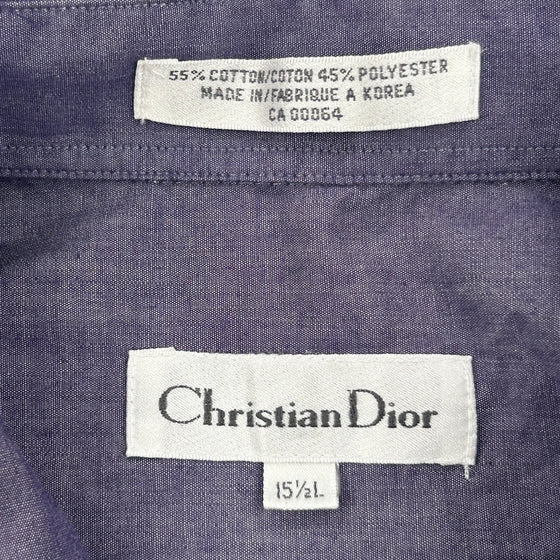 55% COTTON/COTON 45% POLYESTER
MADE IN/FABRIQUE A KOREA
CA 00064
Christian Dior
15½L